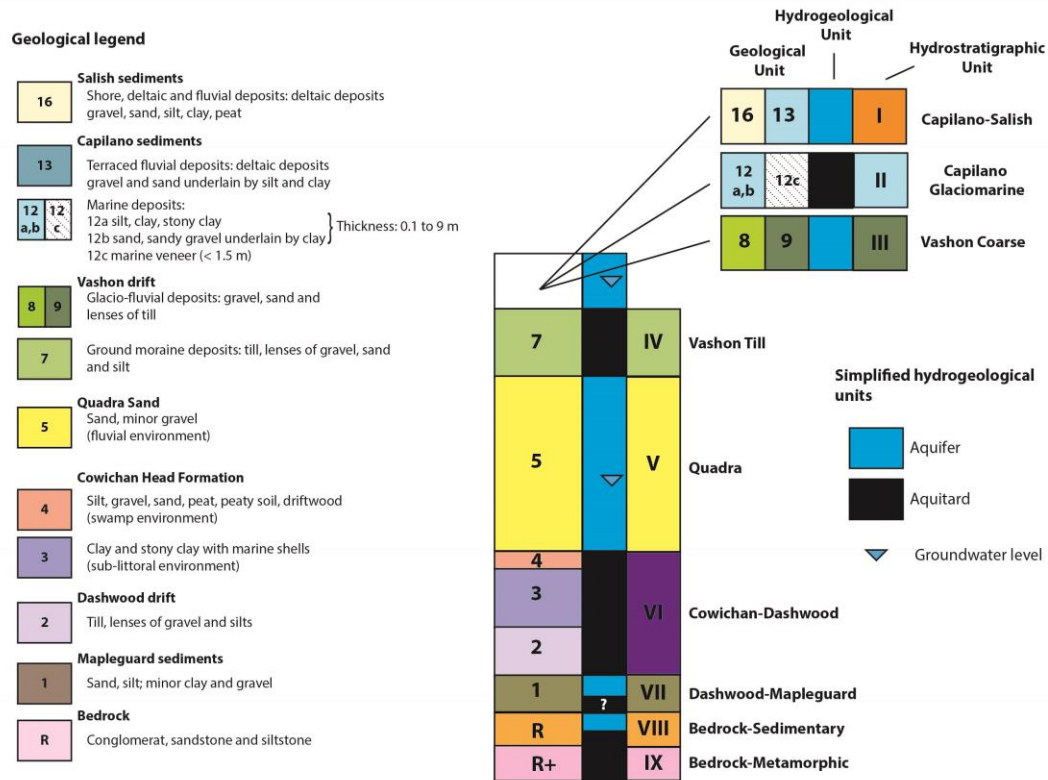 Geological legend
16
Salish sediments
Shore, deltaic and fluvial deposits: deltaic deposits
gravel, sand, silt, clay, peat
13
Capilano sediments
Terraced fluvial deposits: deltaic deposits
gravel and sand underlain by silt and clay
12
a,b
12
c
Marine deposits:
12a silt, clay, stony clay
12b sand, sandy gravel underlain by clay
12c marine veneer (< 1.5 m)
Thickness: 0.1 to 9 m
Vashon drift
8
9
Glacio-fluvial deposits: gravel, sand and
lenses of till
7
Ground moraine deposits: till, lenses of gravel, sand
and silt
Quadra Sand
5
Sand, minor gravel
(fluvial environment)
Cowichan Head Formation
4
Silt, gravel, sand, peat, peaty soil, driftwood
(swamp environment)
3
Clay and stony clay with marine shells
(sub-littoral environment)
Dashwood drift
2
Till, lenses of gravel and silts
Mapleguard sediments
1
Sand, silt; minor clay and gravel
Bedrock
R
Conglomerat, sandstone and siltstone
Hydrogeological
Unit
Geological
Unit
Hydrostratigraphic
Unit
16
13
I
Capilano-Salish
12
a,b
12c
II
Capilano
Glaciomarine
8
9
III
Vashon Coarse
7
IV
Vashon Till
5
V
Quadra
4
3
2
VI
Cowichan-Dashwood
1
?
VII
Dashwood-Mapleguard
R
VIII
Bedrock-Sedimentary
R+
IX
Bedrock-Metamorphic
Simplified hydrogeological
units
Aquifer
Aquitard
Groundwater level